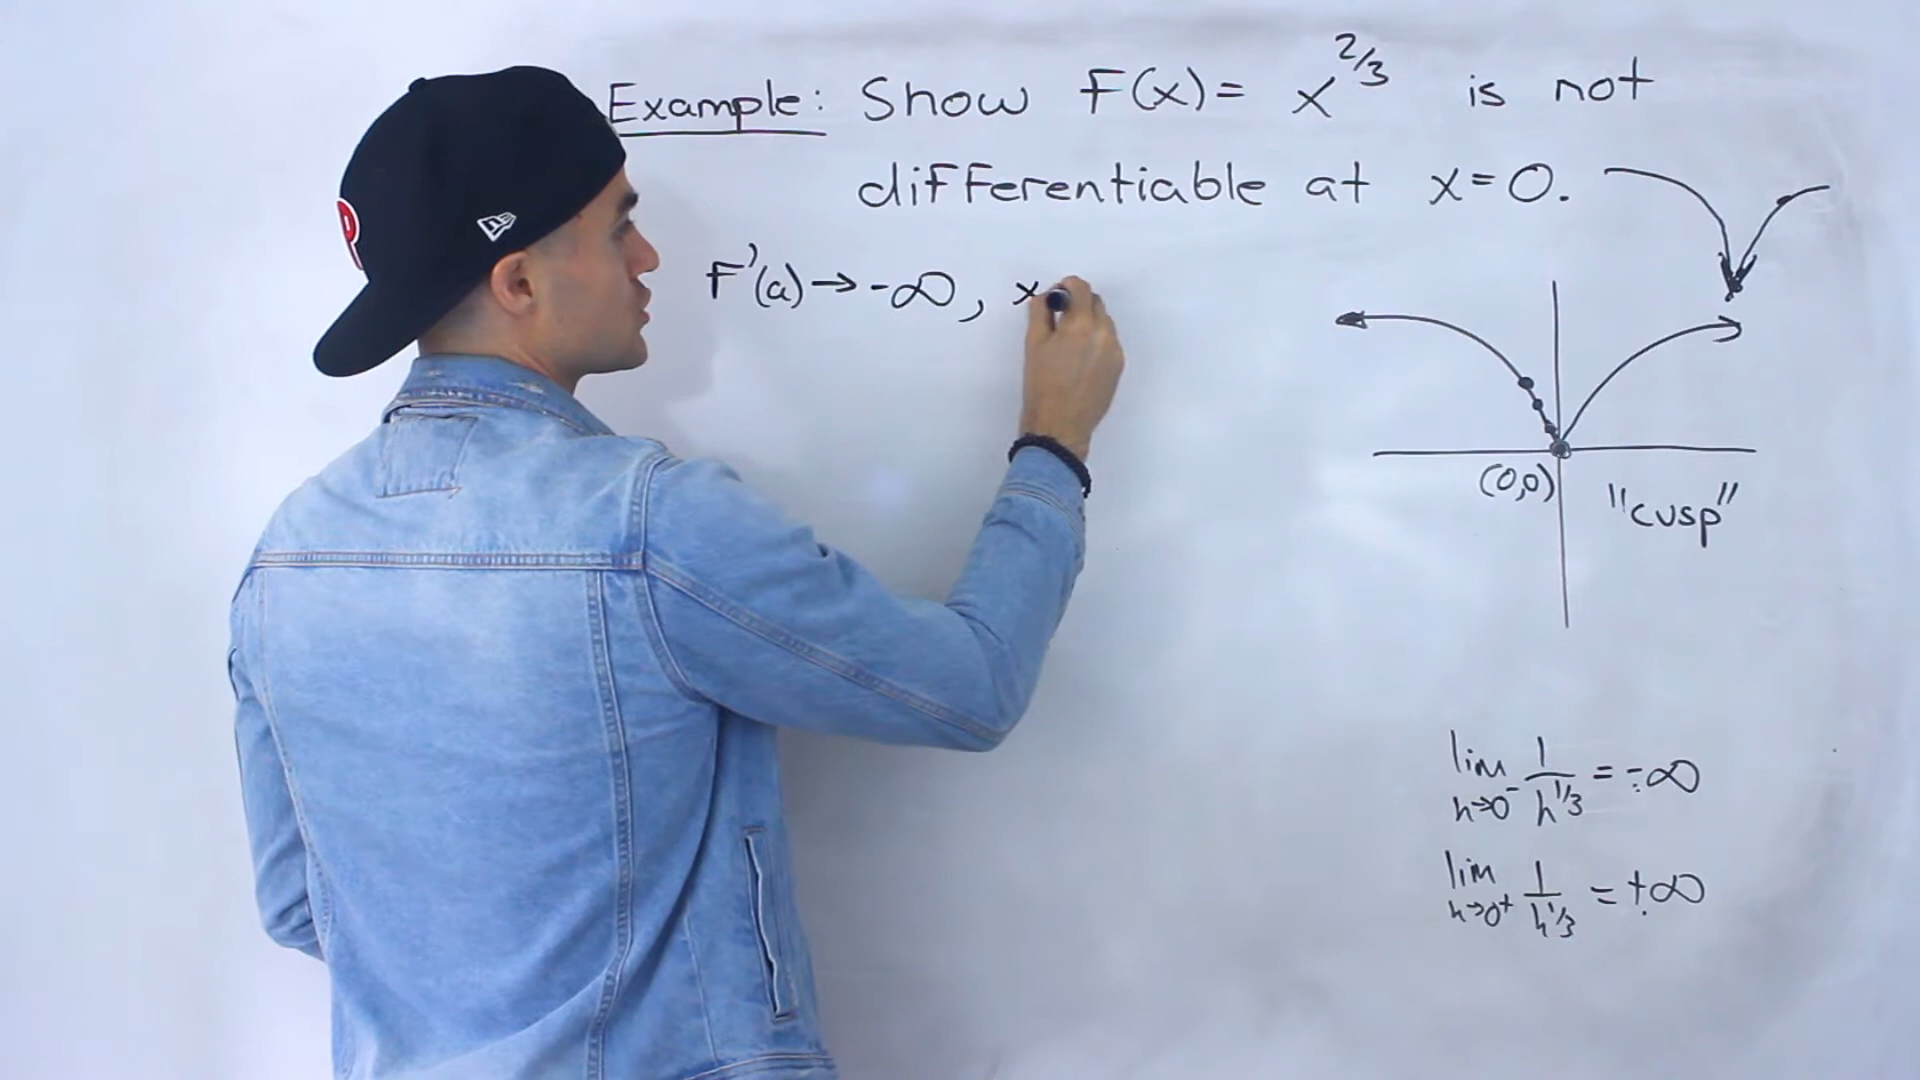 Example: Show F(x) = x^2/3 is not
differentiable at x=0.
F'(a) → -∞, x
(0,0)
"cusp"
lim h→0⁻ 1/h^1/3 = -∞
lim h→0⁺ 1/h^1/3 = +∞
P